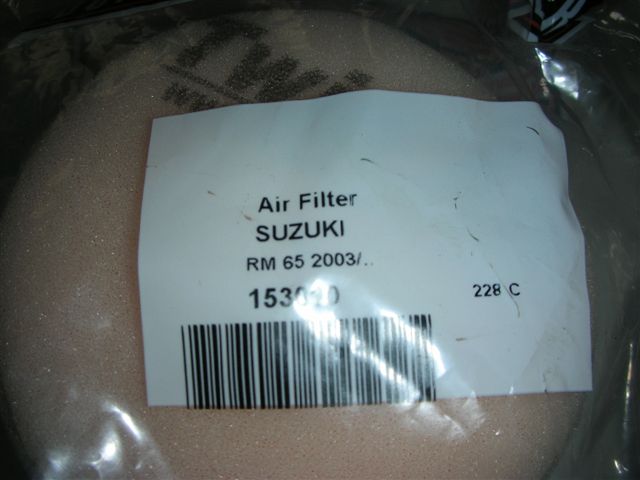 Air Filter
SUZUKI
RM 65 2003/..
228 C